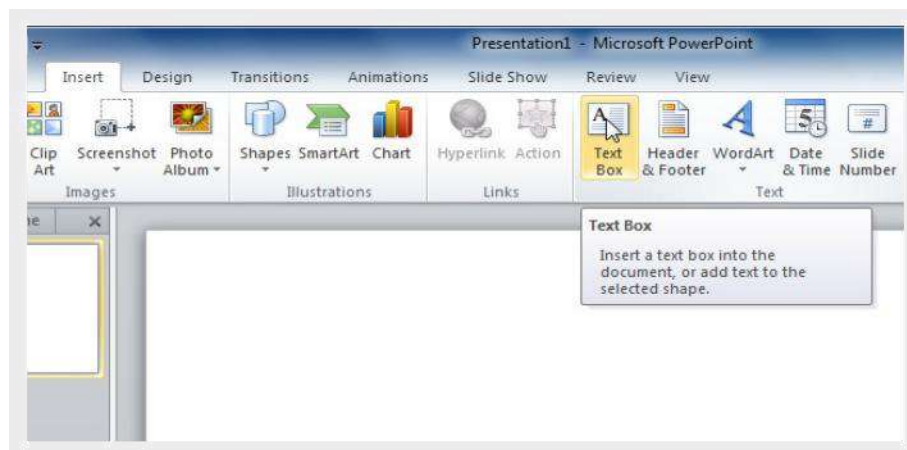 Presentation1 - Microsoft PowerPoint
Insert Design Transitions Animations Slide Show Review View
Clip Art Screenshot Photo Album Shapes SmartArt Chart Hyperlink Action Text Box Header & Footer WordArt Date & Time Slide Number
Images Illustrations Links Text
Text Box
Insert a text box into the
document, or add text to the
selected shape.